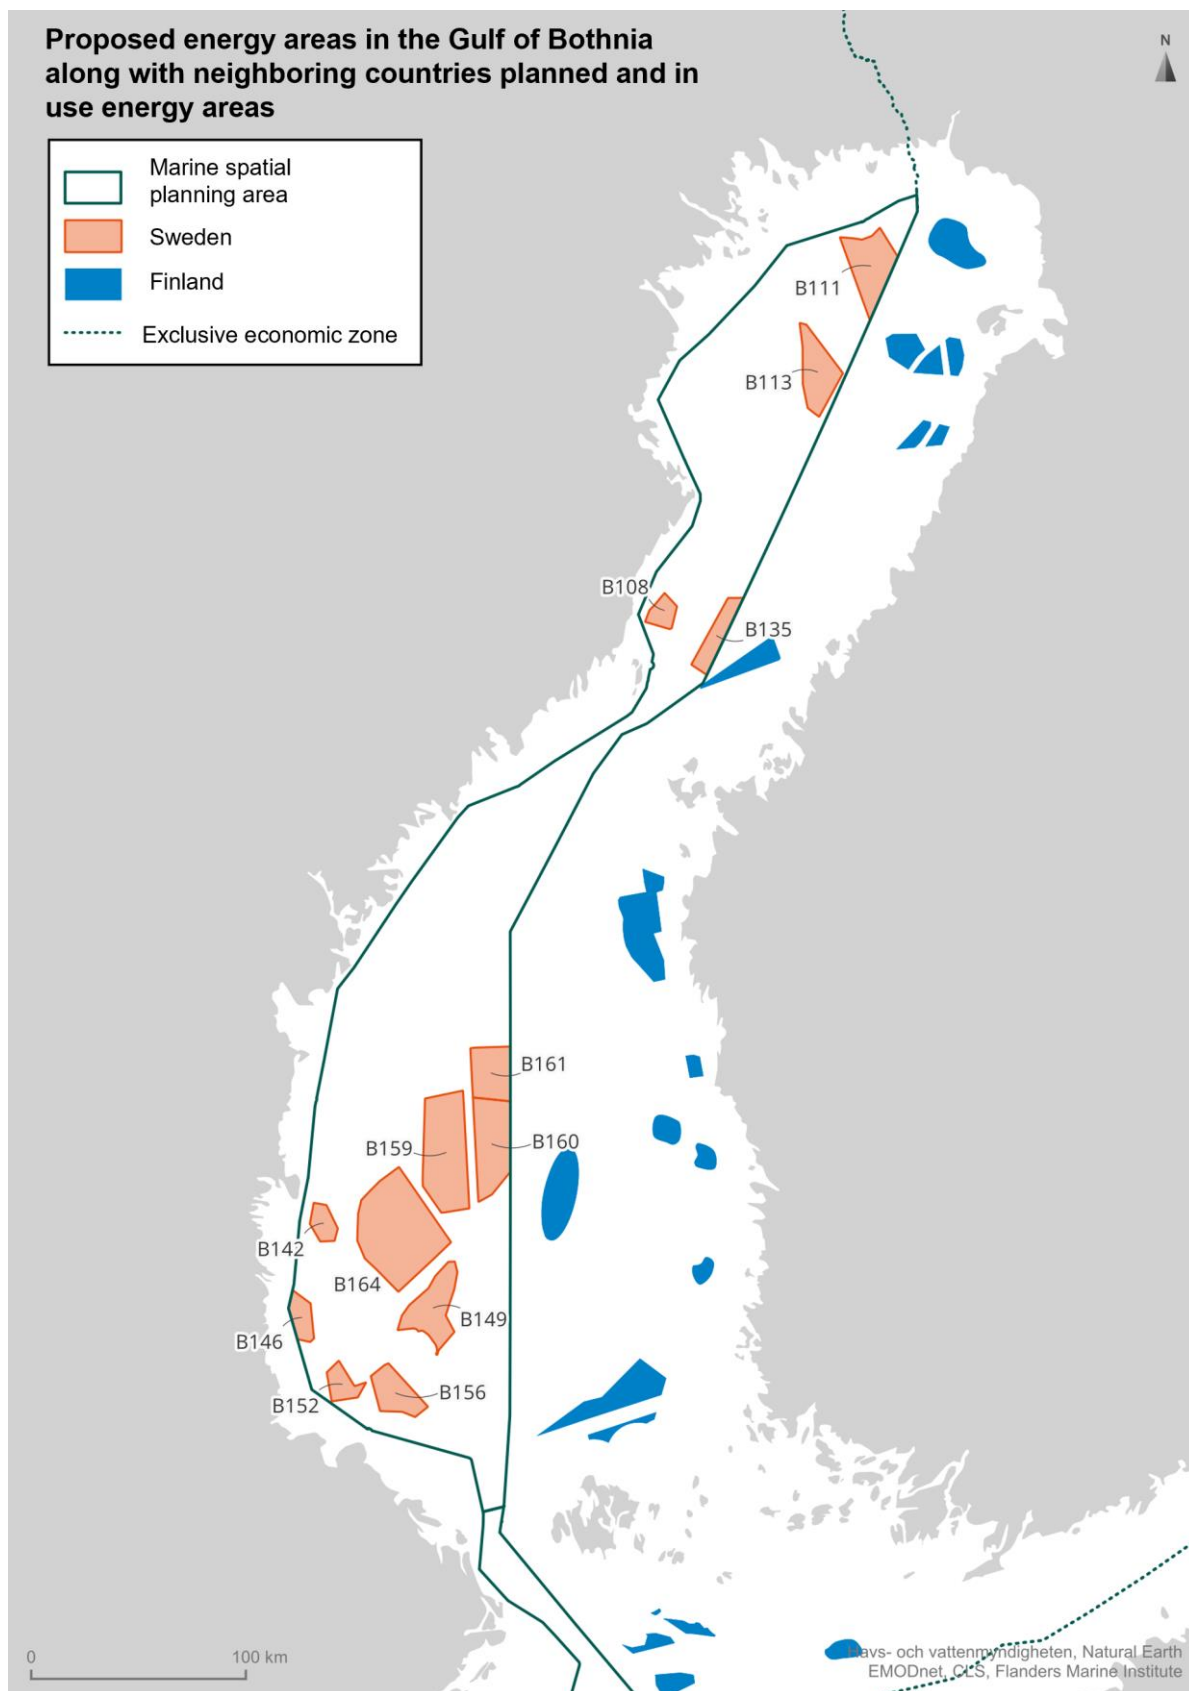 Proposed energy areas in the Gulf of Bothnia
along with neighboring countries planned and in
use energy areas
N
Marine spatial
planning area
Sweden
Finland
Exclusive economic zone
B111
B113
B108
B135
B161
B159
B160
B142
B164
B149
B146
B156
B152
0
100 km
Havs- och vattenmyndigheten, Natural Earth
EMODnet, CLS, Flanders Marine Institute